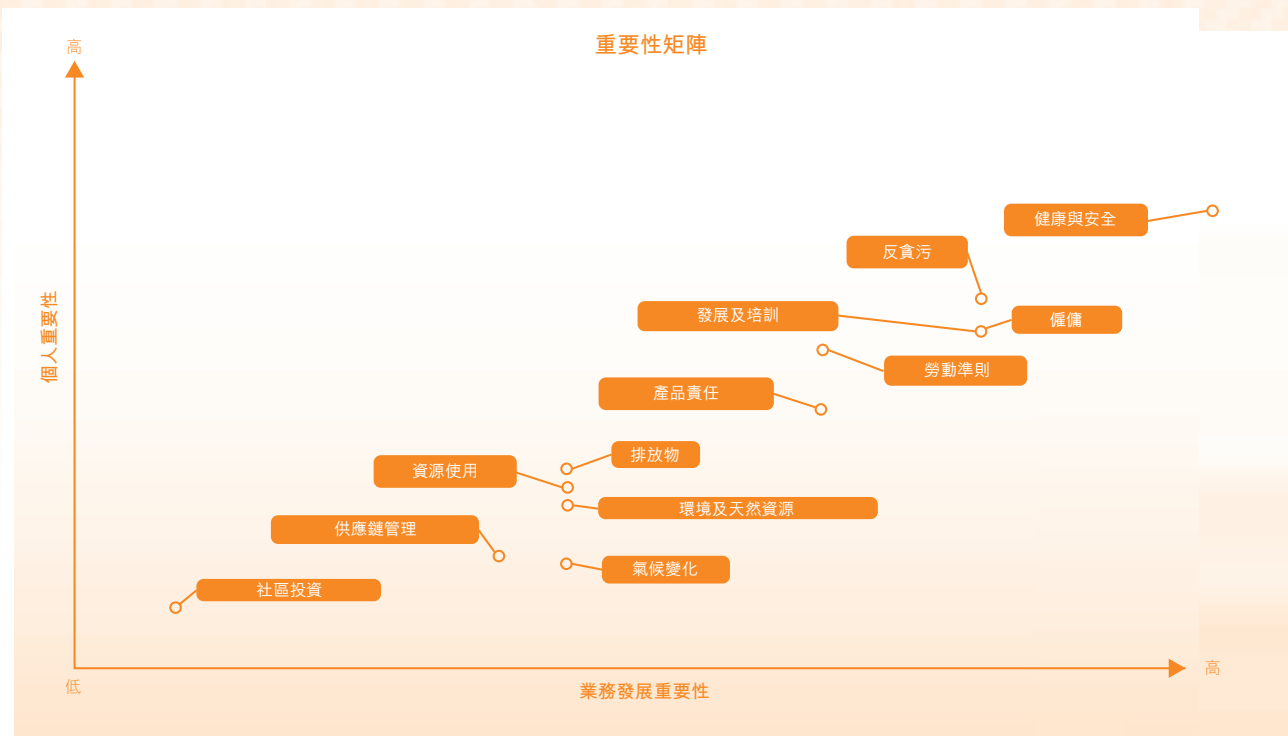 高
重要性矩陣
健康與安全
反貪污
發展及培訓
僱傭
個人重要性
勞動準則
產品責任
排放物
資源使用
環境及天然資源
供應鏈管理
氣候變化
社區投資
高
低
業務發展重要性